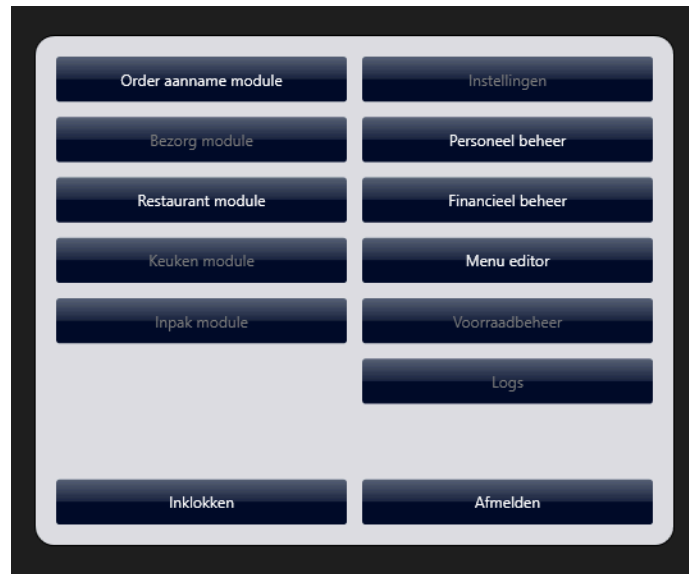 Order aanname module
Instellingen
Bezorg module
Personeel beheer
Restaurant module
Financieel beheer
Keuken module
Menu editor
Inpak module
Voorraadbeheer
Logs
Inklokken
Afmelden